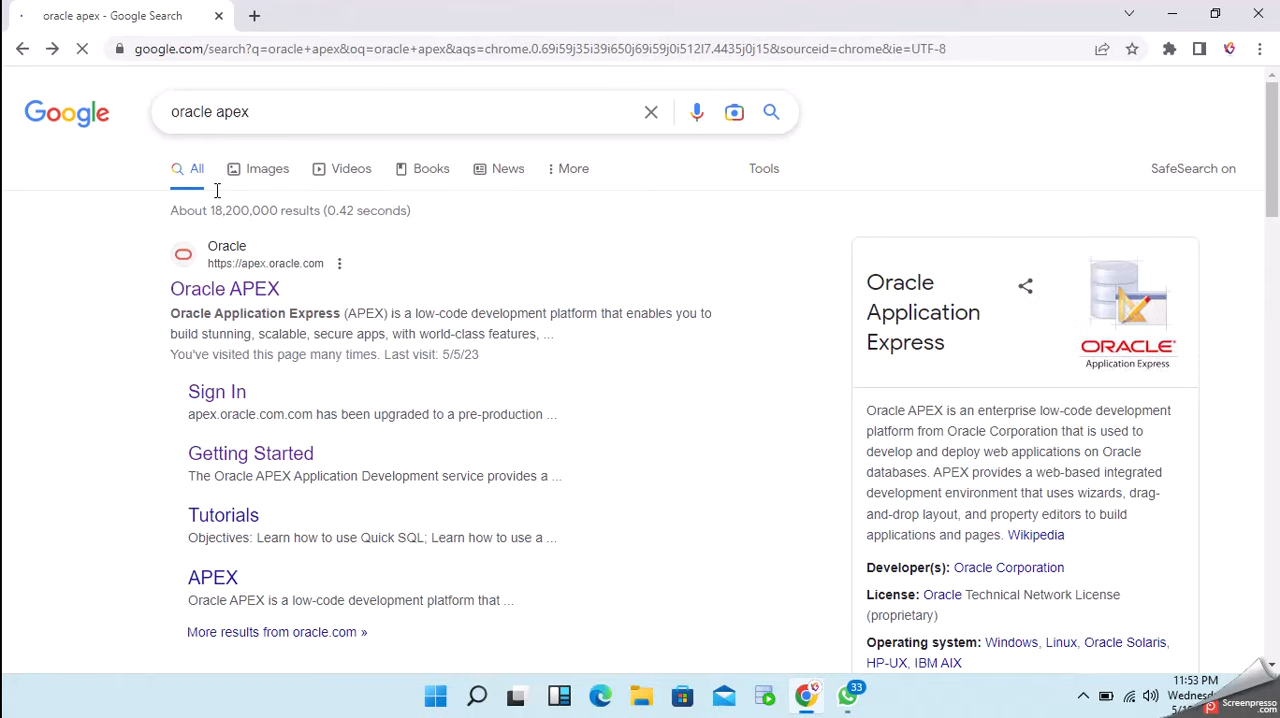 oracle apex - Google Search
google.com/search?q=oracle+apex&oq=oracle+apex&aqs=chrome.0.69i59j35i39i650j69i59j0i512l7.4435j0j15&sourceid=chrome&ie=UTF-8
Google
oracle apex
All
Images
Videos
Books
News
More
Tools
SafeSearch on
About 18,200,000 results (0.42 seconds)
Oracle
https://apex.oracle.com
Oracle APEX
Oracle Application Express (APEX) is a low-code development platform that enables you to
build stunning, scalable, secure apps, with world-class features, ...
You've visited this page many times. Last visit: 5/5/23
Sign In
apex.oracle.com.com has been upgraded to a pre-production ...
Getting Started
The Oracle APEX Application Development service provides a ...
Tutorials
Objectives: Learn how to use Quick SQL; Learn how to use a ...
APEX
Oracle APEX is a low-code development platform that ...
More results from oracle.com »
Oracle
Application
Express
ORACLE
Application Express
Oracle APEX is an enterprise low-code development
platform from Oracle Corporation that is used to
develop and deploy web applications on Oracle
databases. APEX provides a web-based integrated
development environment that uses wizards, drag-
and-drop layout, and property editors to build
applications and pages. Wikipedia
Developer(s): Oracle Corporation
License: Oracle Technical Network License
(proprietary)
Operating system: Windows, Linux, Oracle Solaris,
HP-UX, IBM AIX
33
11:53 PM
Screenpresso
.com